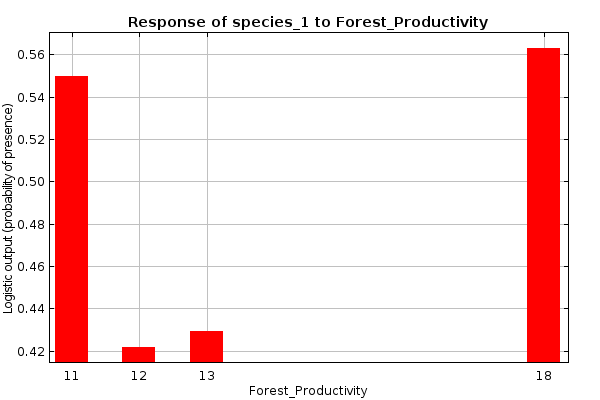 Response of species_1 to Forest_Productivity
Logistic output (probability of presence)
0.56
0.54
0.52
0.50
0.48
0.46
0.44
0.42
11 12 13 18
Forest_Productivity